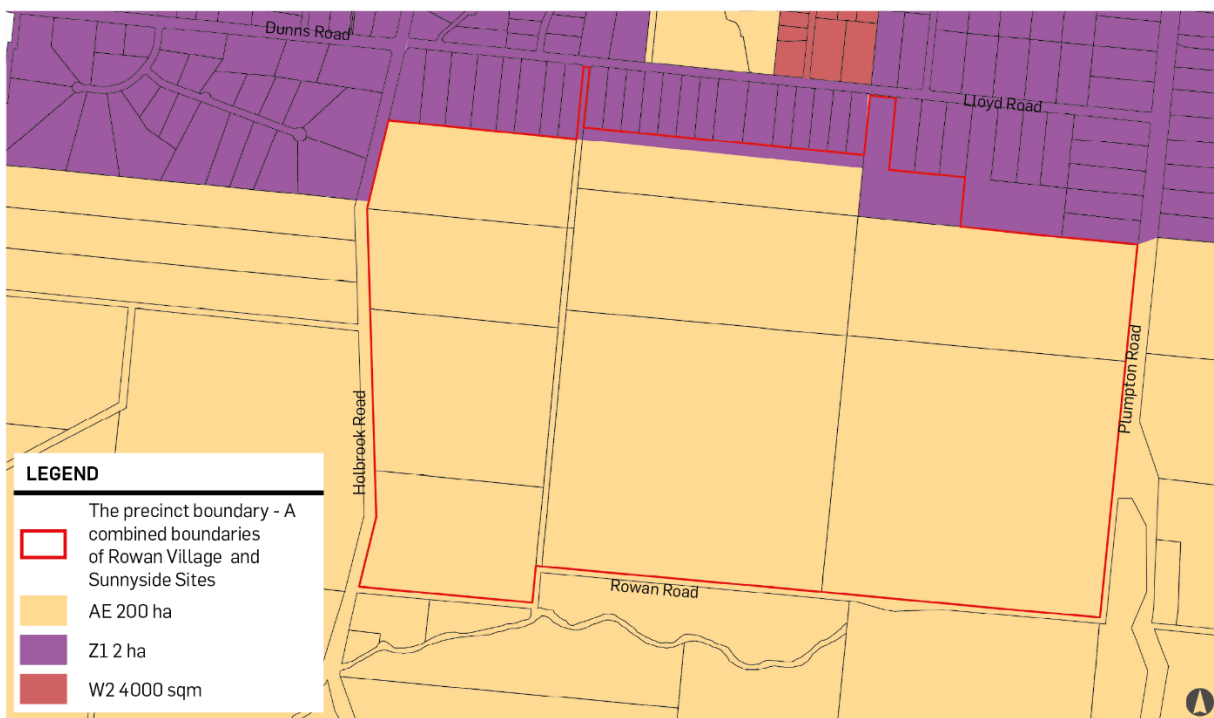 Dunns Road
Lloyd Road
Holbrook Road
Plumpton Road
Rowan Road
LEGEND
The precinct boundary - A
combined boundaries
of Rowan Village and
Sunnyside Sites
AE 200 ha
Z1 2 ha
W2 4000 sqm